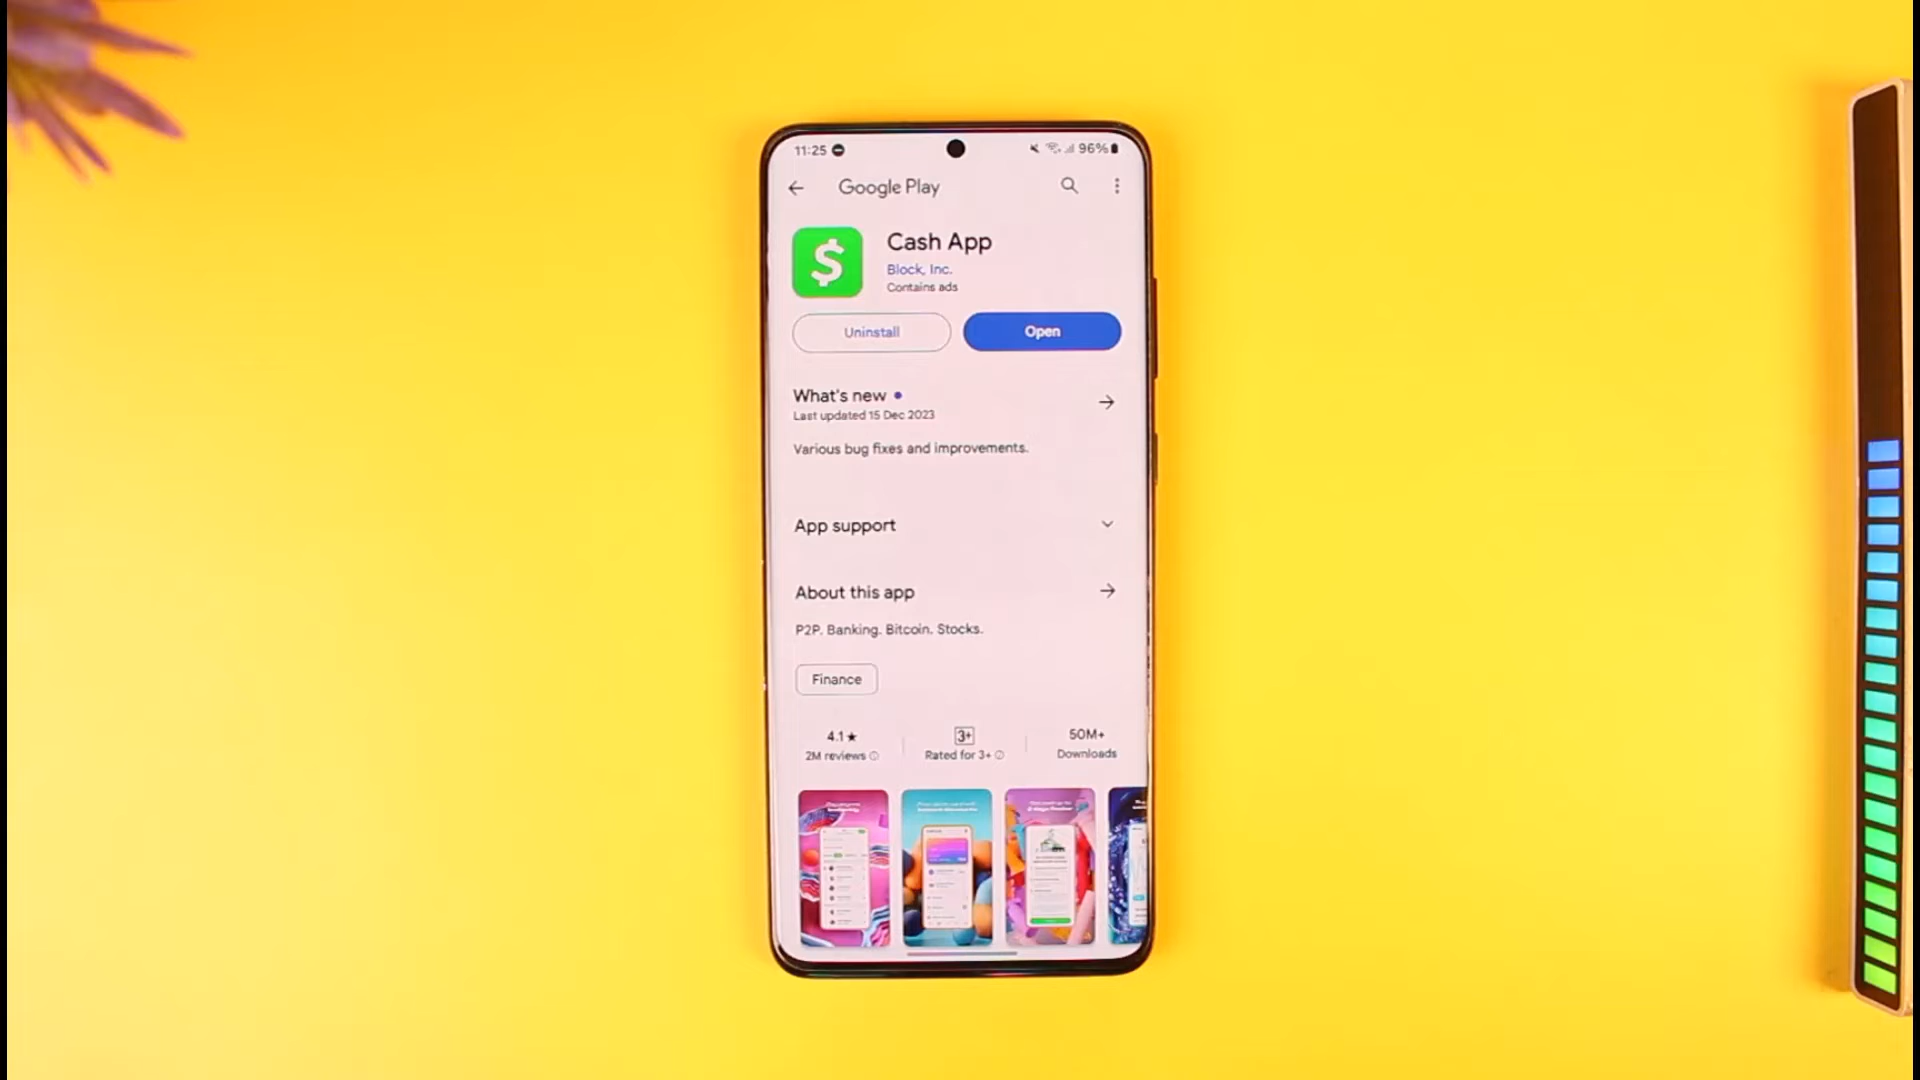 11:25
96%
Google Play
$
Cash App
Block, Inc.
Contains ads
Uninstall
Open
What's new
Last updated 15 Dec 2023
Various bug fixes and improvements.
App support
About this app
P2P. Banking. Bitcoin. Stocks.
Finance
4.1★
3+
50M+
2M reviews
Rated for 3+
Downloads